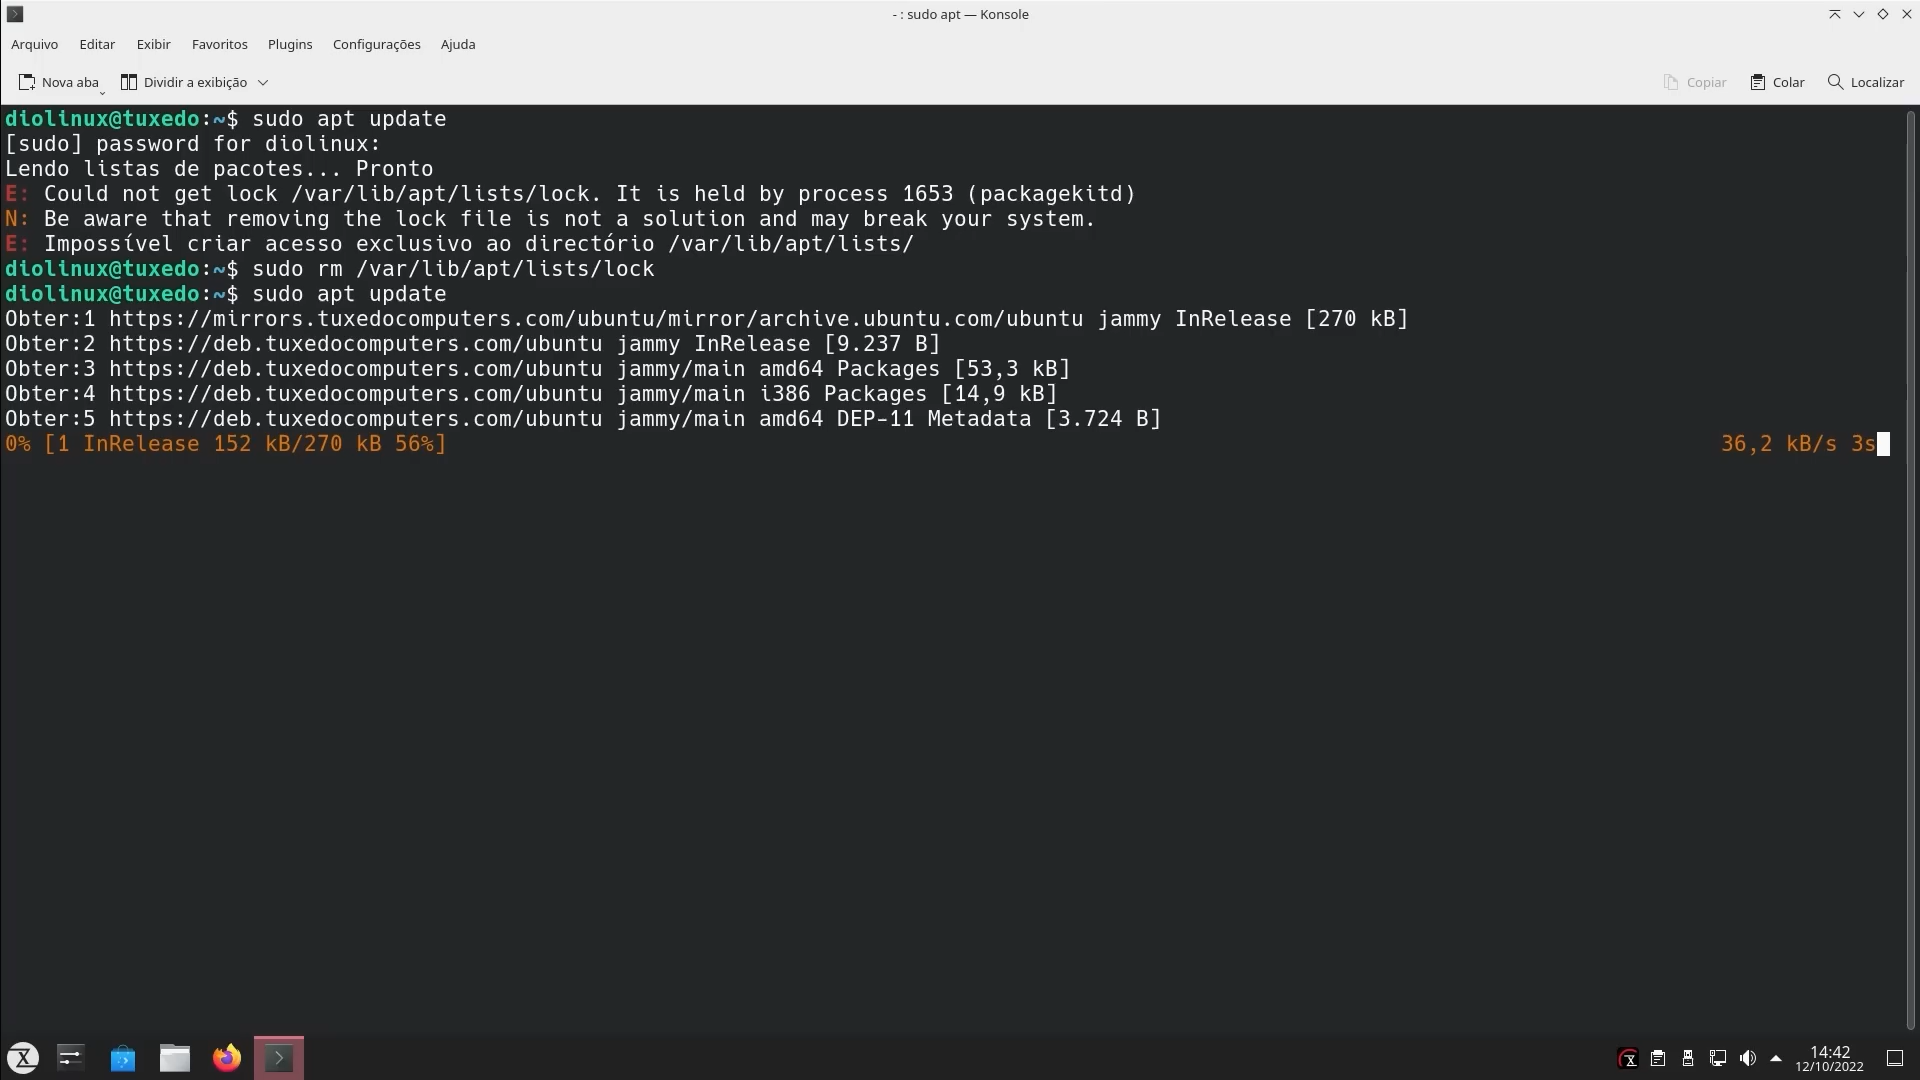 - : sudo apt — Konsole
Arquivo Editar Exibir Favoritos Plugins Configurações Ajuda
Nova aba Dividir a exibição Copiar Colar Localizar
diolinux@tuxedo:~$ sudo apt update
[sudo] password for diolinux:
Lendo listas de pacotes... Pronto
E: Could not get lock /var/lib/apt/lists/lock. It is held by process 1653 (packagekitd)
N: Be aware that removing the lock file is not a solution and may break your system.
E: Impossível criar acesso exclusivo ao directório /var/lib/apt/lists/
diolinux@tuxedo:~$ sudo rm /var/lib/apt/lists/lock
diolinux@tuxedo:~$ sudo apt update
Obter:1 https://mirrors.tuxedocomputers.com/ubuntu/mirror/archive.ubuntu.com/ubuntu jammy InRelease [270 kB]
Obter:2 https://deb.tuxedocomputers.com/ubuntu jammy InRelease [9.237 B]
Obter:3 https://deb.tuxedocomputers.com/ubuntu jammy/main amd64 Packages [53,3 kB]
Obter:4 https://deb.tuxedocomputers.com/ubuntu jammy/main i386 Packages [14,9 kB]
Obter:5 https://deb.tuxedocomputers.com/ubuntu jammy/main amd64 DEP-11 Metadata [3.724 B]
0% [1 InRelease 152 kB/270 kB 56%] 36,2 kB/s 3s
14:42
12/10/2022